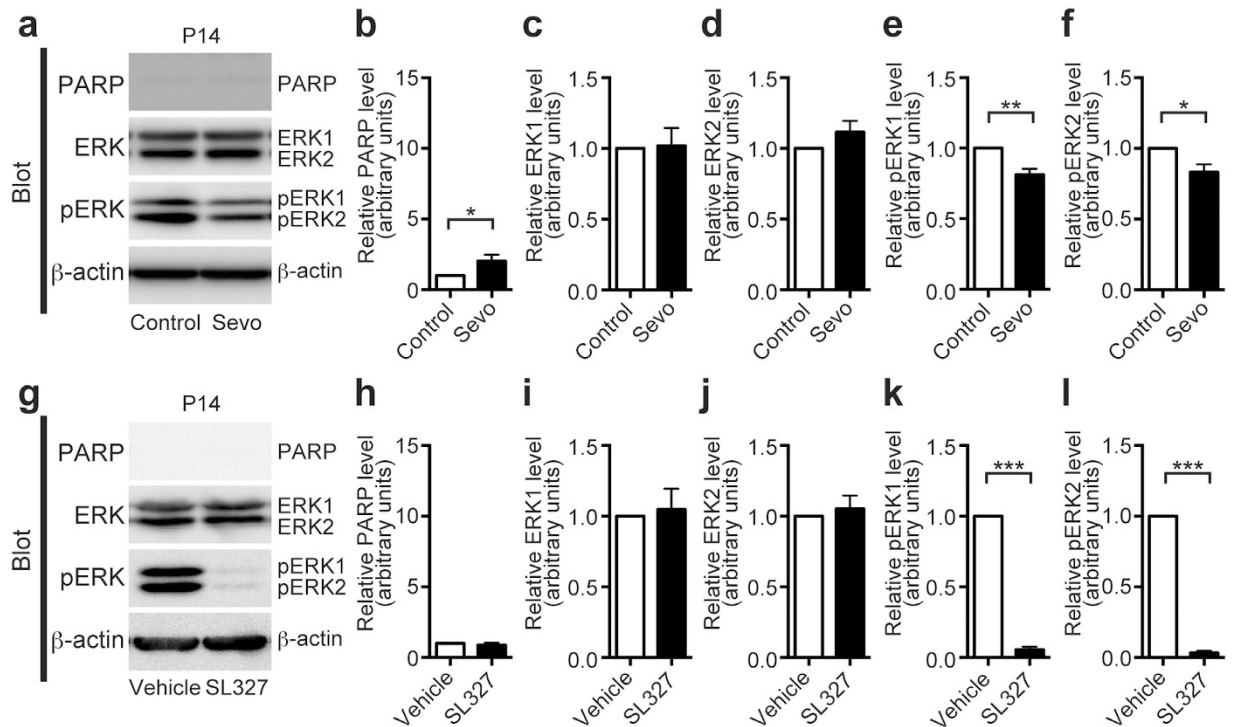 a
P14
Blot
PARP
PARP
ERK
ERK1
ERK2
pERK
pERK1
pERK2
β-actin
β-actin
Control Sevo
b
Relative PARP level
(arbitrary units)
15
10
5
0
*
Control
Sevo
c
Relative ERK1 level
(arbitrary units)
1.5
1.0
0.5
0.0
Control
Sevo
d
Relative ERK2 level
(arbitrary units)
1.5
1.0
0.5
0.0
Control
Sevo
e
Relative pERK1 level
(arbitrary units)
1.5
1.0
0.5
0.0
**
Control
Sevo
f
Relative pERK2 level
(arbitrary units)
1.5
1.0
0.5
0.0
*
Control
Sevo
g
P14
Blot
PARP
PARP
ERK
ERK1
ERK2
pERK
pERK1
pERK2
β-actin
β-actin
Vehicle SL327
h
Relative PARP level
(arbitrary units)
15
10
5
0
Vehicle
SL327
i
Relative ERK1 level
(arbitrary units)
1.5
1.0
0.5
0.0
Vehicle
SL327
j
Relative ERK2 level
(arbitrary units)
1.5
1.0
0.5
0.0
Vehicle
SL327
k
Relative pERK1 level
(arbitrary units)
1.5
1.0
0.5
0.0
***
Vehicle
SL327
l
Relative pERK2 level
(arbitrary units)
1.5
1.0
0.5
0.0
***
Vehicle
SL327